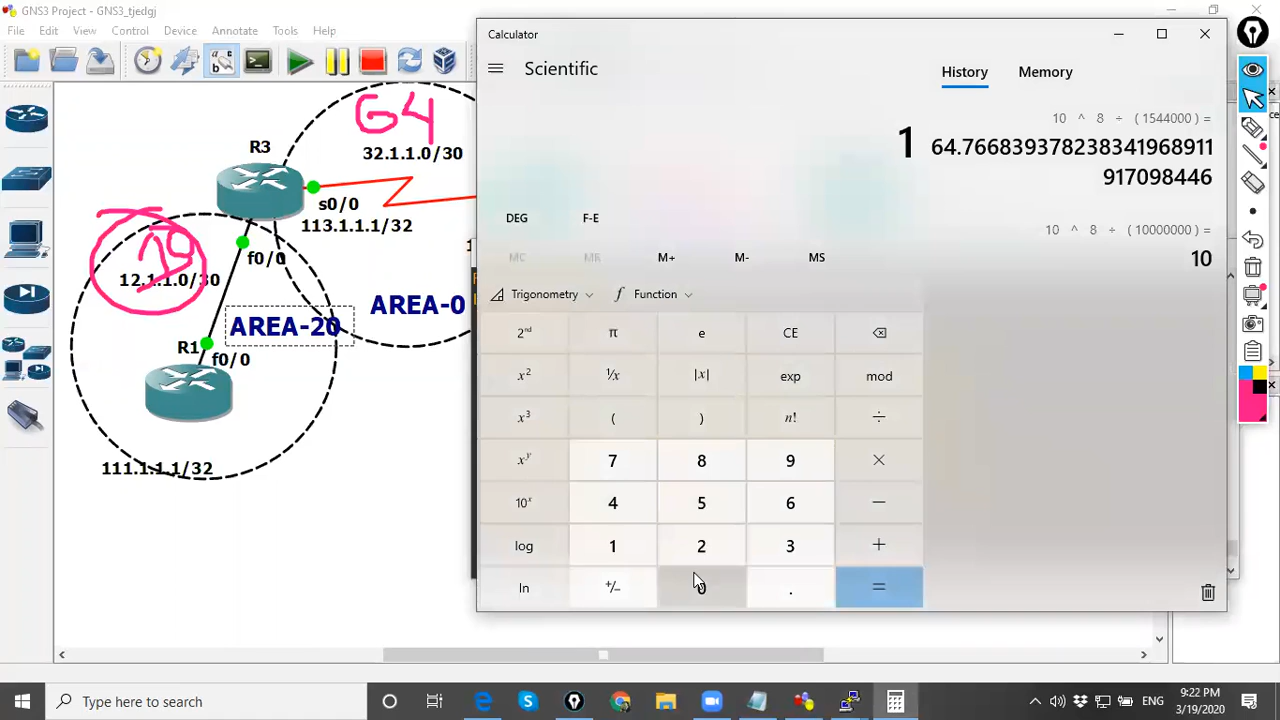 GNS3 Project - GNS3_tjedgj
File Edit View Control Device Annotate Tools Help
64
R3
32.1.1.0/30
s0/0
113.1.1.1/32
f0/0
12.1.1.0/30
AREA-0
AREA-20
R1
f0/0
111.1.1.1/32
Calculator
Scientific
History Memory
1
10 ^ 8 ÷ ( 1544000 ) =
64.766839378238341968911
917098446
10 ^ 8 ÷ ( 10000000 ) =
10
DEG F-E
MC MR M+ M- MS
Trigonometry Function
2nd π e CE
x² ¹/x |x| exp mod
x³ ( ) n! ÷
xʸ 7 8 9 ×
10ˣ 4 5 6 −
log 1 2 3 +
ln +/− 0 . =
Type here to search
ENG
9:22 PM
3/19/2020